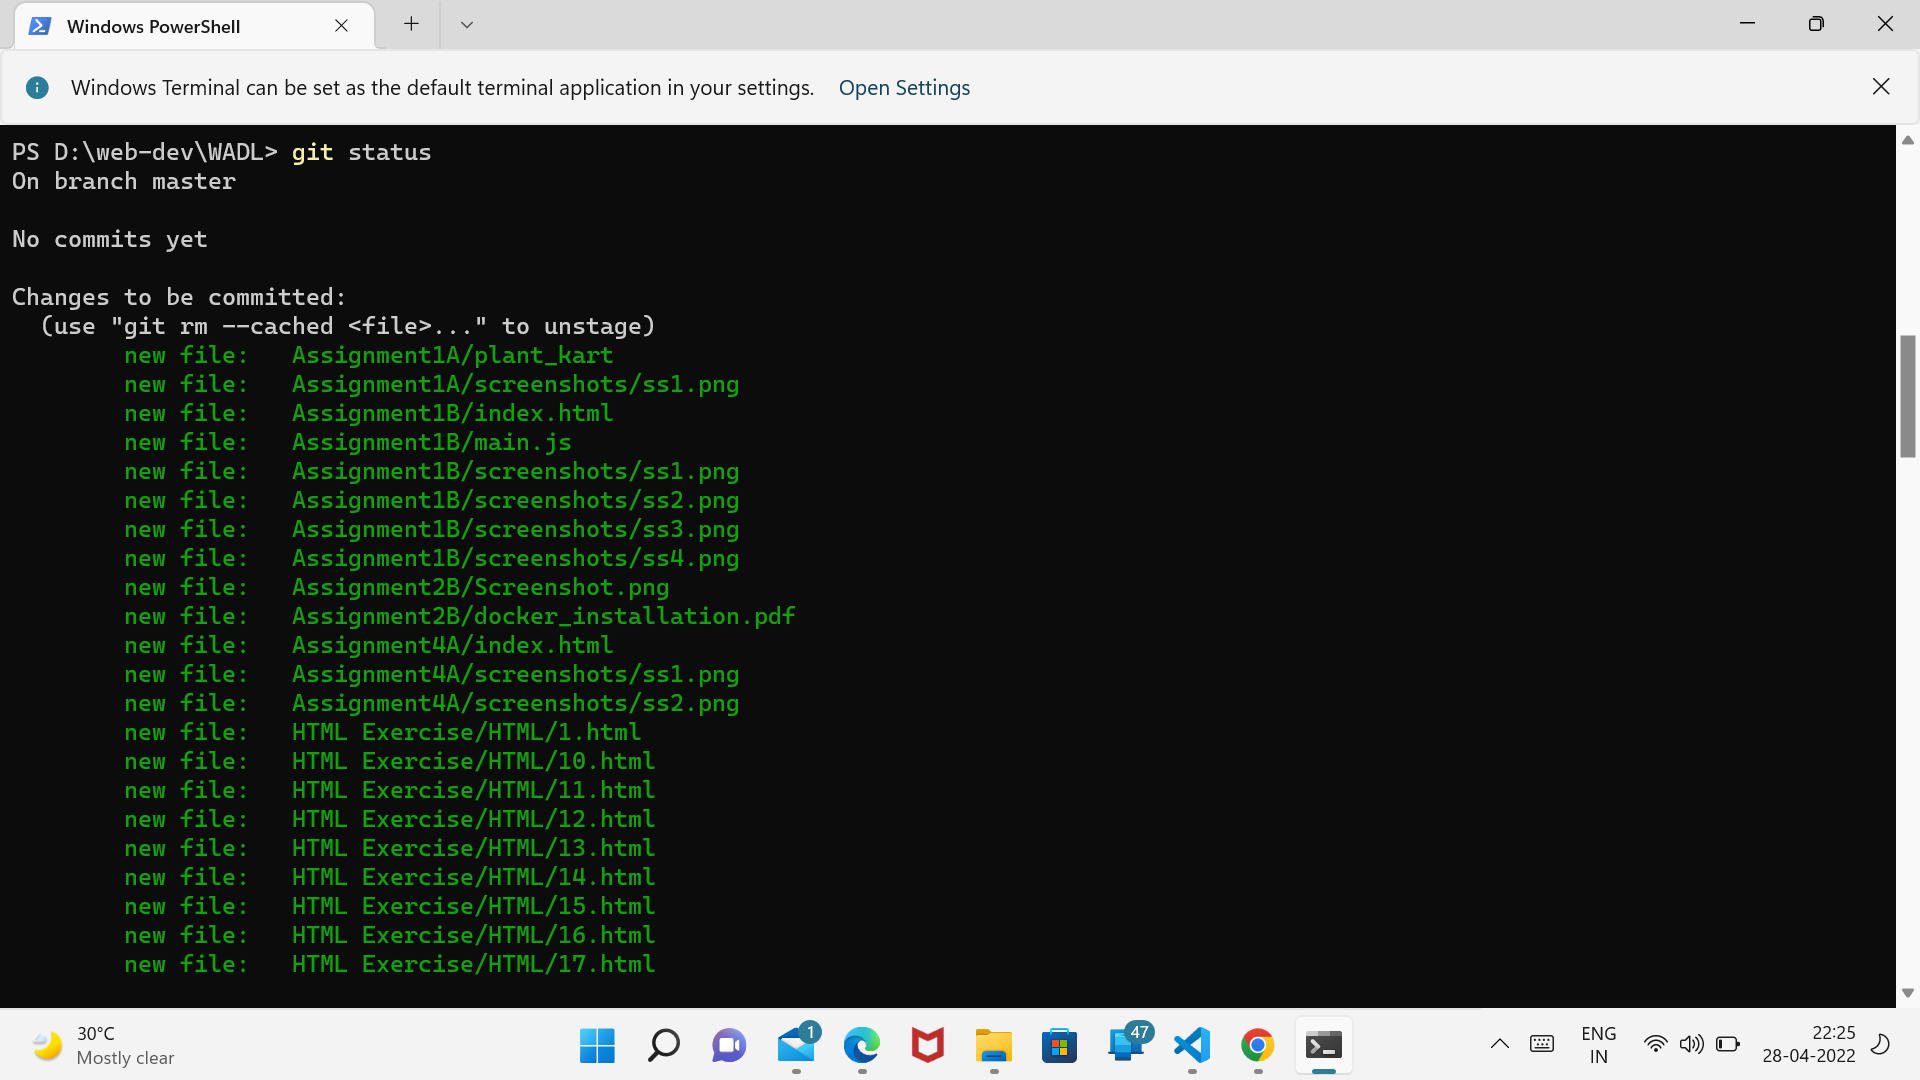 Windows PowerShell
Windows Terminal can be set as the default terminal application in your settings. Open Settings
PS D:\web-dev\WADL> git status
On branch master
No commits yet
Changes to be committed:
  (use "git rm --cached <file>..." to unstage)
        new file:   Assignment1A/plant_kart
        new file:   Assignment1A/screenshots/ss1.png
        new file:   Assignment1B/index.html
        new file:   Assignment1B/main.js
        new file:   Assignment1B/screenshots/ss1.png
        new file:   Assignment1B/screenshots/ss2.png
        new file:   Assignment1B/screenshots/ss3.png
        new file:   Assignment1B/screenshots/ss4.png
        new file:   Assignment2B/Screenshot.png
        new file:   Assignment2B/docker_installation.pdf
        new file:   Assignment4A/index.html
        new file:   Assignment4A/screenshots/ss1.png
        new file:   Assignment4A/screenshots/ss2.png
        new file:   HTML Exercise/HTML/1.html
        new file:   HTML Exercise/HTML/10.html
        new file:   HTML Exercise/HTML/11.html
        new file:   HTML Exercise/HTML/12.html
        new file:   HTML Exercise/HTML/13.html
        new file:   HTML Exercise/HTML/14.html
        new file:   HTML Exercise/HTML/15.html
        new file:   HTML Exercise/HTML/16.html
        new file:   HTML Exercise/HTML/17.html
30°C
Mostly clear
1
47
ENG
IN
22:25
28-04-2022